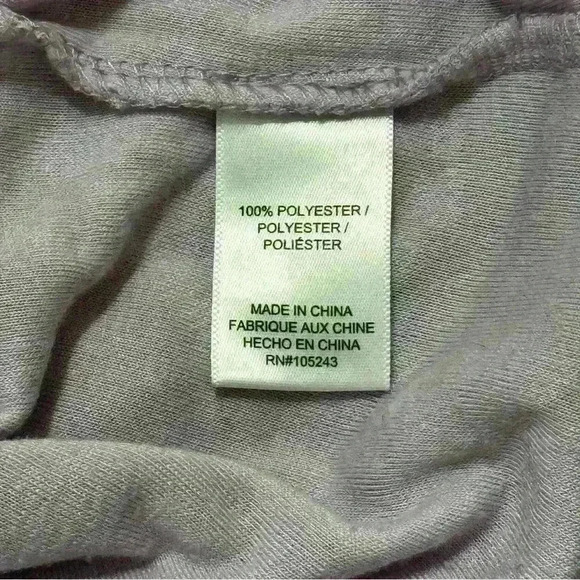 100% POLYESTER /
POLYESTER /
POLIÉSTER
MADE IN CHINA
FABRIQUE AUX CHINE
HECHO EN CHINA
RN#105243